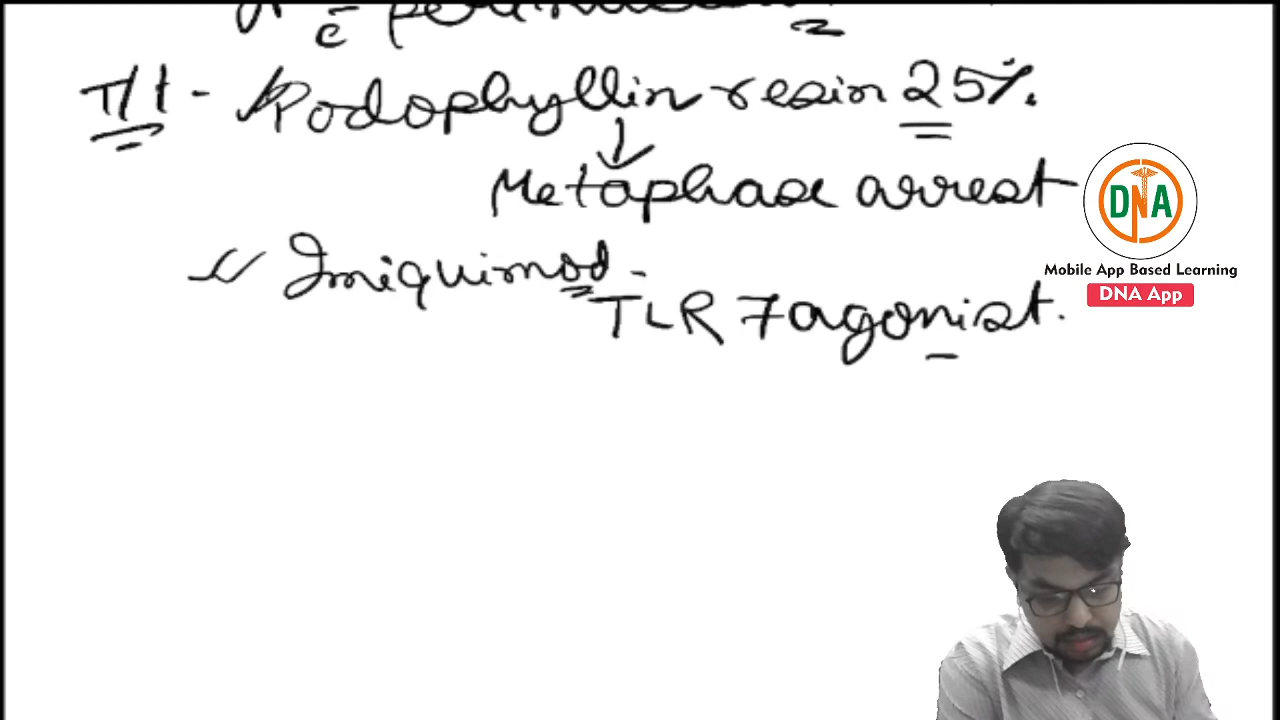 c̄
T/t - Podophyllin resin 25%.
↓
Metaphase arrest
Imiquimod -
TLR 7 agonist.
DNA
Mobile App Based Learning
DNA App